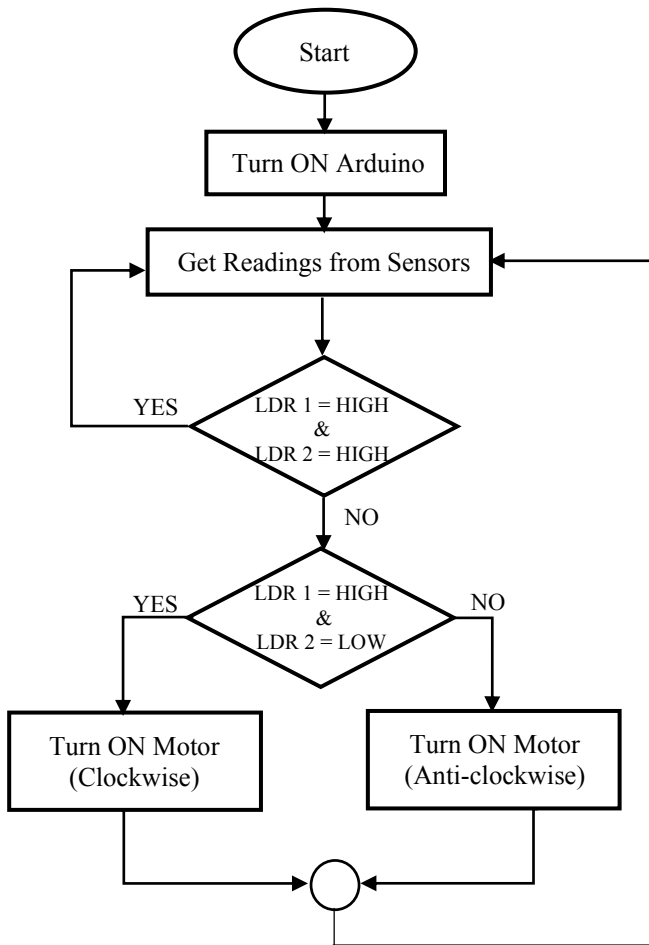 Start
Turn ON Arduino
Get Readings from Sensors
YES
LDR 1 = HIGH
&
LDR 2 = HIGH
NO
YES
LDR 1 = HIGH
&
LDR 2 = LOW
NO
Turn ON Motor
(Clockwise)
Turn ON Motor
(Anti-clockwise)